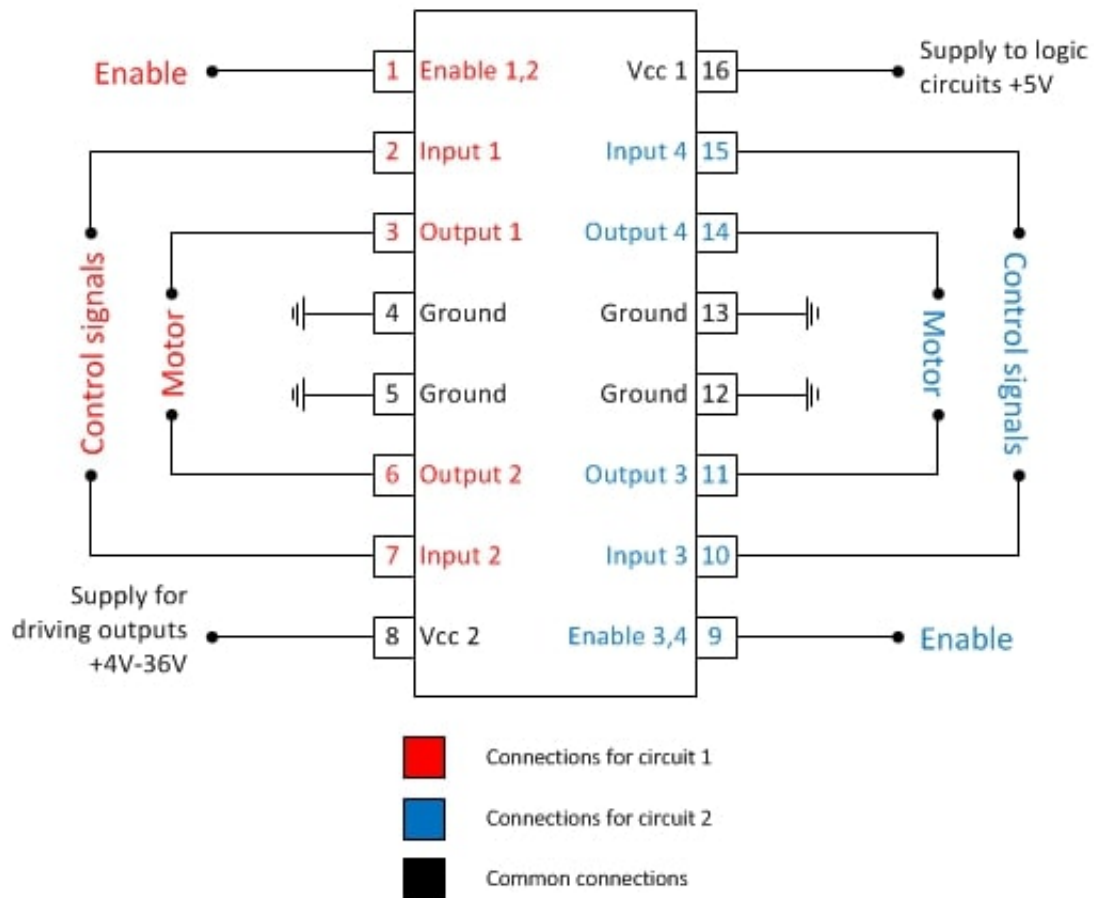 Enable
1 Enable 1,2
Vcc 1 16
Supply to logic
circuits +5V
2 Input 1
Input 4 15
3 Output 1
Output 4 14
Control signals
Motor
4 Ground
Ground 13
Motor
Control signals
5 Ground
Ground 12
6 Output 2
Output 3 11
7 Input 2
Input 3 10
Supply for
driving outputs
+4V-36V
8 Vcc 2
Enable 3,4 9
Enable
Connections for circuit 1
Connections for circuit 2
Common connections